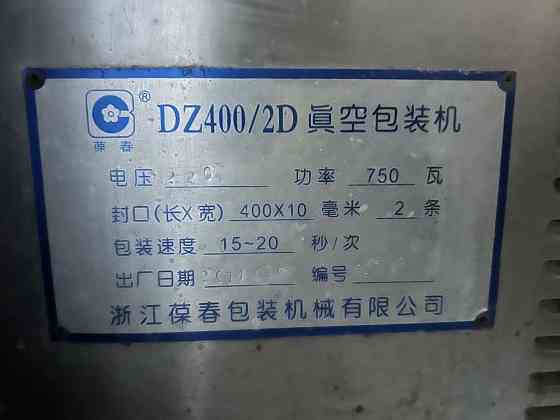 ® DZ400/2D 眞空包装机
葆春
电压 220 功率 750 瓦
封口(长X宽) 400X10 毫米 2 条
包装速度 15~20 秒/次
出厂日期 编号
浙江葆春包装机械有限公司